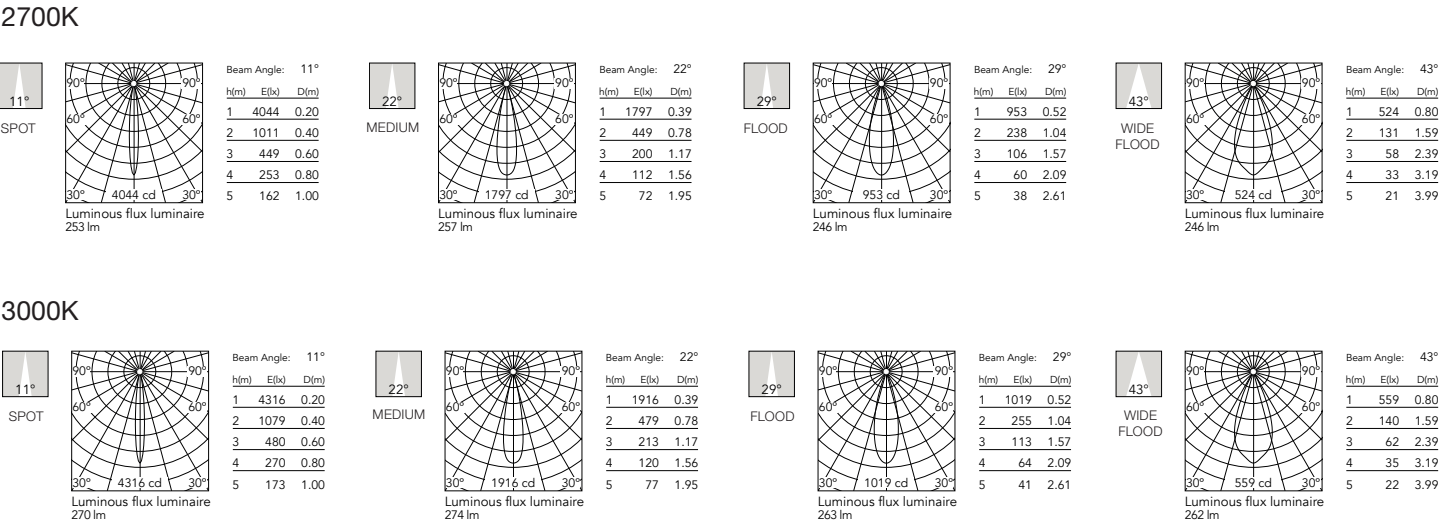 2700K
11°
SPOT
90° 90°
60° 60°
30° 4044 cd 30°
Luminous flux luminaire
253 lm
Beam Angle: 11°
h(m) E(lx) D(m)
1 4044 0.20
2 1011 0.40
3 449 0.60
4 253 0.80
5 162 1.00
22°
MEDIUM
90° 90°
60° 60°
30° 1797 cd 30°
Luminous flux luminaire
257 lm
Beam Angle: 22°
h(m) E(lx) D(m)
1 1797 0.39
2 449 0.78
3 200 1.17
4 112 1.56
5 72 1.95
29°
FLOOD
90° 90°
60° 60°
30° 953 cd 30°
Luminous flux luminaire
246 lm
Beam Angle: 29°
h(m) E(lx) D(m)
1 953 0.52
2 238 1.04
3 106 1.57
4 60 2.09
5 38 2.61
43°
WIDE
FLOOD
90° 90°
60° 60°
30° 524 cd 30°
Luminous flux luminaire
246 lm
Beam Angle: 43°
h(m) E(lx) D(m)
1 524 0.80
2 131 1.59
3 58 2.39
4 33 3.19
5 21 3.99
3000K
11°
SPOT
90° 90°
60° 60°
30° 4316 cd 30°
Luminous flux luminaire
270 lm
Beam Angle: 11°
h(m) E(lx) D(m)
1 4316 0.20
2 1079 0.40
3 480 0.60
4 270 0.80
5 173 1.00
22°
MEDIUM
90° 90°
60° 60°
30° 1916 cd 30°
Luminous flux luminaire
274 lm
Beam Angle: 22°
h(m) E(lx) D(m)
1 1916 0.39
2 479 0.78
3 213 1.17
4 120 1.56
5 77 1.95
29°
FLOOD
90° 90°
60° 60°
30° 1019 cd 30°
Luminous flux luminaire
263 lm
Beam Angle: 29°
h(m) E(lx) D(m)
1 1019 0.52
2 255 1.04
3 113 1.57
4 64 2.09
5 41 2.61
43°
WIDE
FLOOD
90° 90°
60° 60°
30° 559 cd 30°
Luminous flux luminaire
262 lm
Beam Angle: 43°
h(m) E(lx) D(m)
1 559 0.80
2 140 1.59
3 62 2.39
4 35 3.19
5 22 3.99